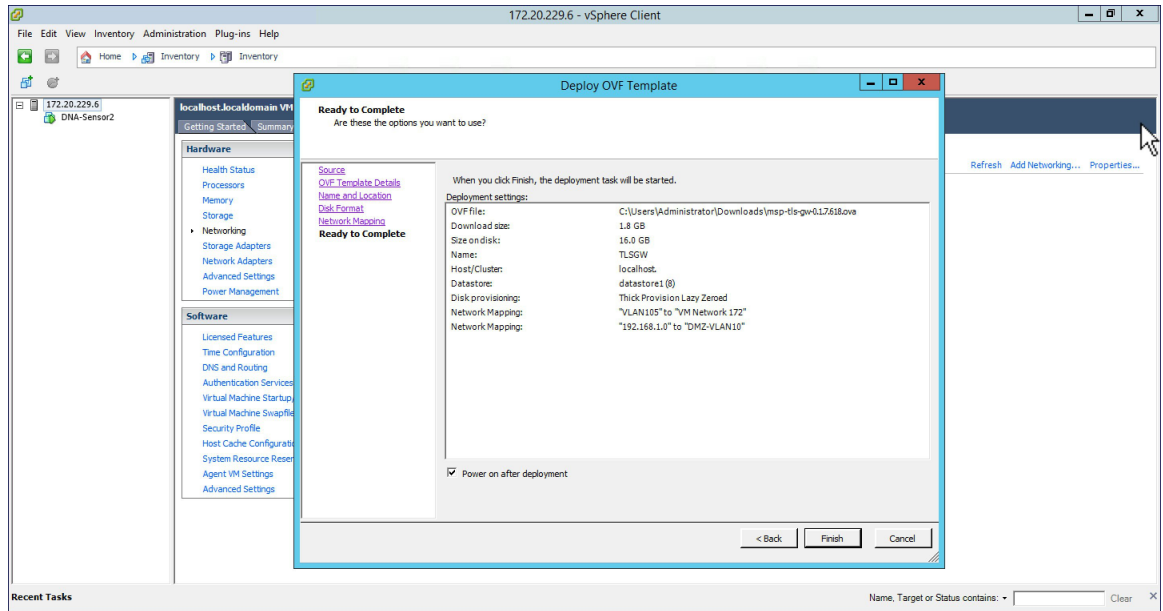 172.20.229.6 - vSphere Client
File Edit View Inventory Administration Plug-ins Help
Home Inventory Inventory
172.20.229.6
DNA-Sensor2
localhost.localdomain VM
Getting Started Summary
Hardware
Health Status
Processors
Memory
Storage
Networking
Storage Adapters
Network Adapters
Advanced Settings
Power Management
Software
Licensed Features
Time Configuration
DNS and Routing
Authentication Services
Virtual Machine Startup/
Virtual Machine Swapfile
Security Profile
Host Cache Configuratio
System Resource Reser
Agent VM Settings
Advanced Settings
Refresh Add Networking... Properties...
Deploy OVF Template
Ready to Complete
Are these the options you want to use?
Source
OVF Template Details
Name and Location
Disk Format
Network Mapping
Ready to Complete
When you click Finish, the deployment task will be started.
Deployment settings:
OVF file: C:\Users\Administrator\Downloads\msp-tls-gw-0.1.7.618.ova
Download size: 1.8 GB
Size on disk: 16.0 GB
Name: TLSGW
Host/Cluster: localhost.
Datastore: datastore1 (8)
Disk provisioning: Thick Provision Lazy Zeroed
Network Mapping: "VLAN105" to "VM Network 172"
Network Mapping: "192.168.1.0" to "DMZ-VLAN10"
Power on after deployment
< Back Finish Cancel
Recent Tasks
Name, Target or Status contains: Clear